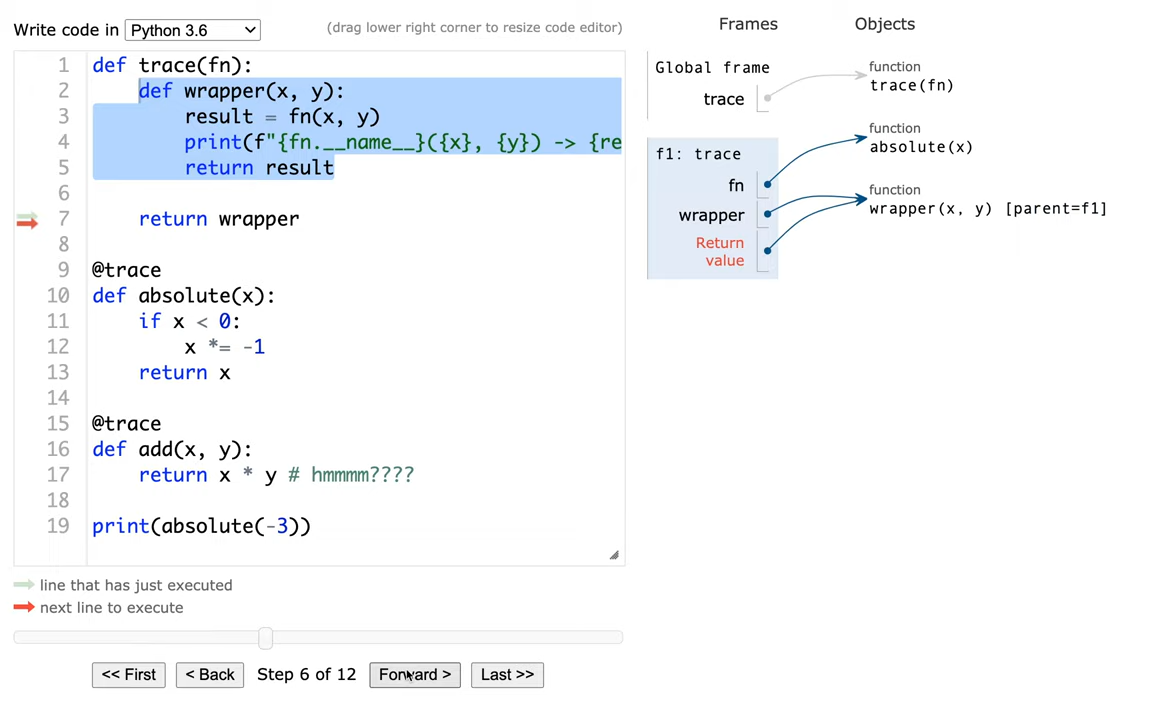 Write code in Python 3.6
(drag lower right corner to resize code editor)
1 def trace(fn):
2     def wrapper(x, y):
3         result = fn(x, y)
4         print(f"{fn.__name__}({x}, {y}) -> {re
5         return result
6
7     return wrapper
8
9 @trace
10 def absolute(x):
11     if x < 0:
12         x *= -1
13     return x
14
15 @trace
16 def add(x, y):
17     return x * y # hmmmm????
18
19 print(absolute(-3))
line that has just executed
next line to execute
<< First
< Back
Step 6 of 12
Forward >
Last >>
Frames
Objects
Global frame
trace
function
trace(fn)
f1: trace
fn
wrapper
Return
value
function
absolute(x)
function
wrapper(x, y) [parent=f1]